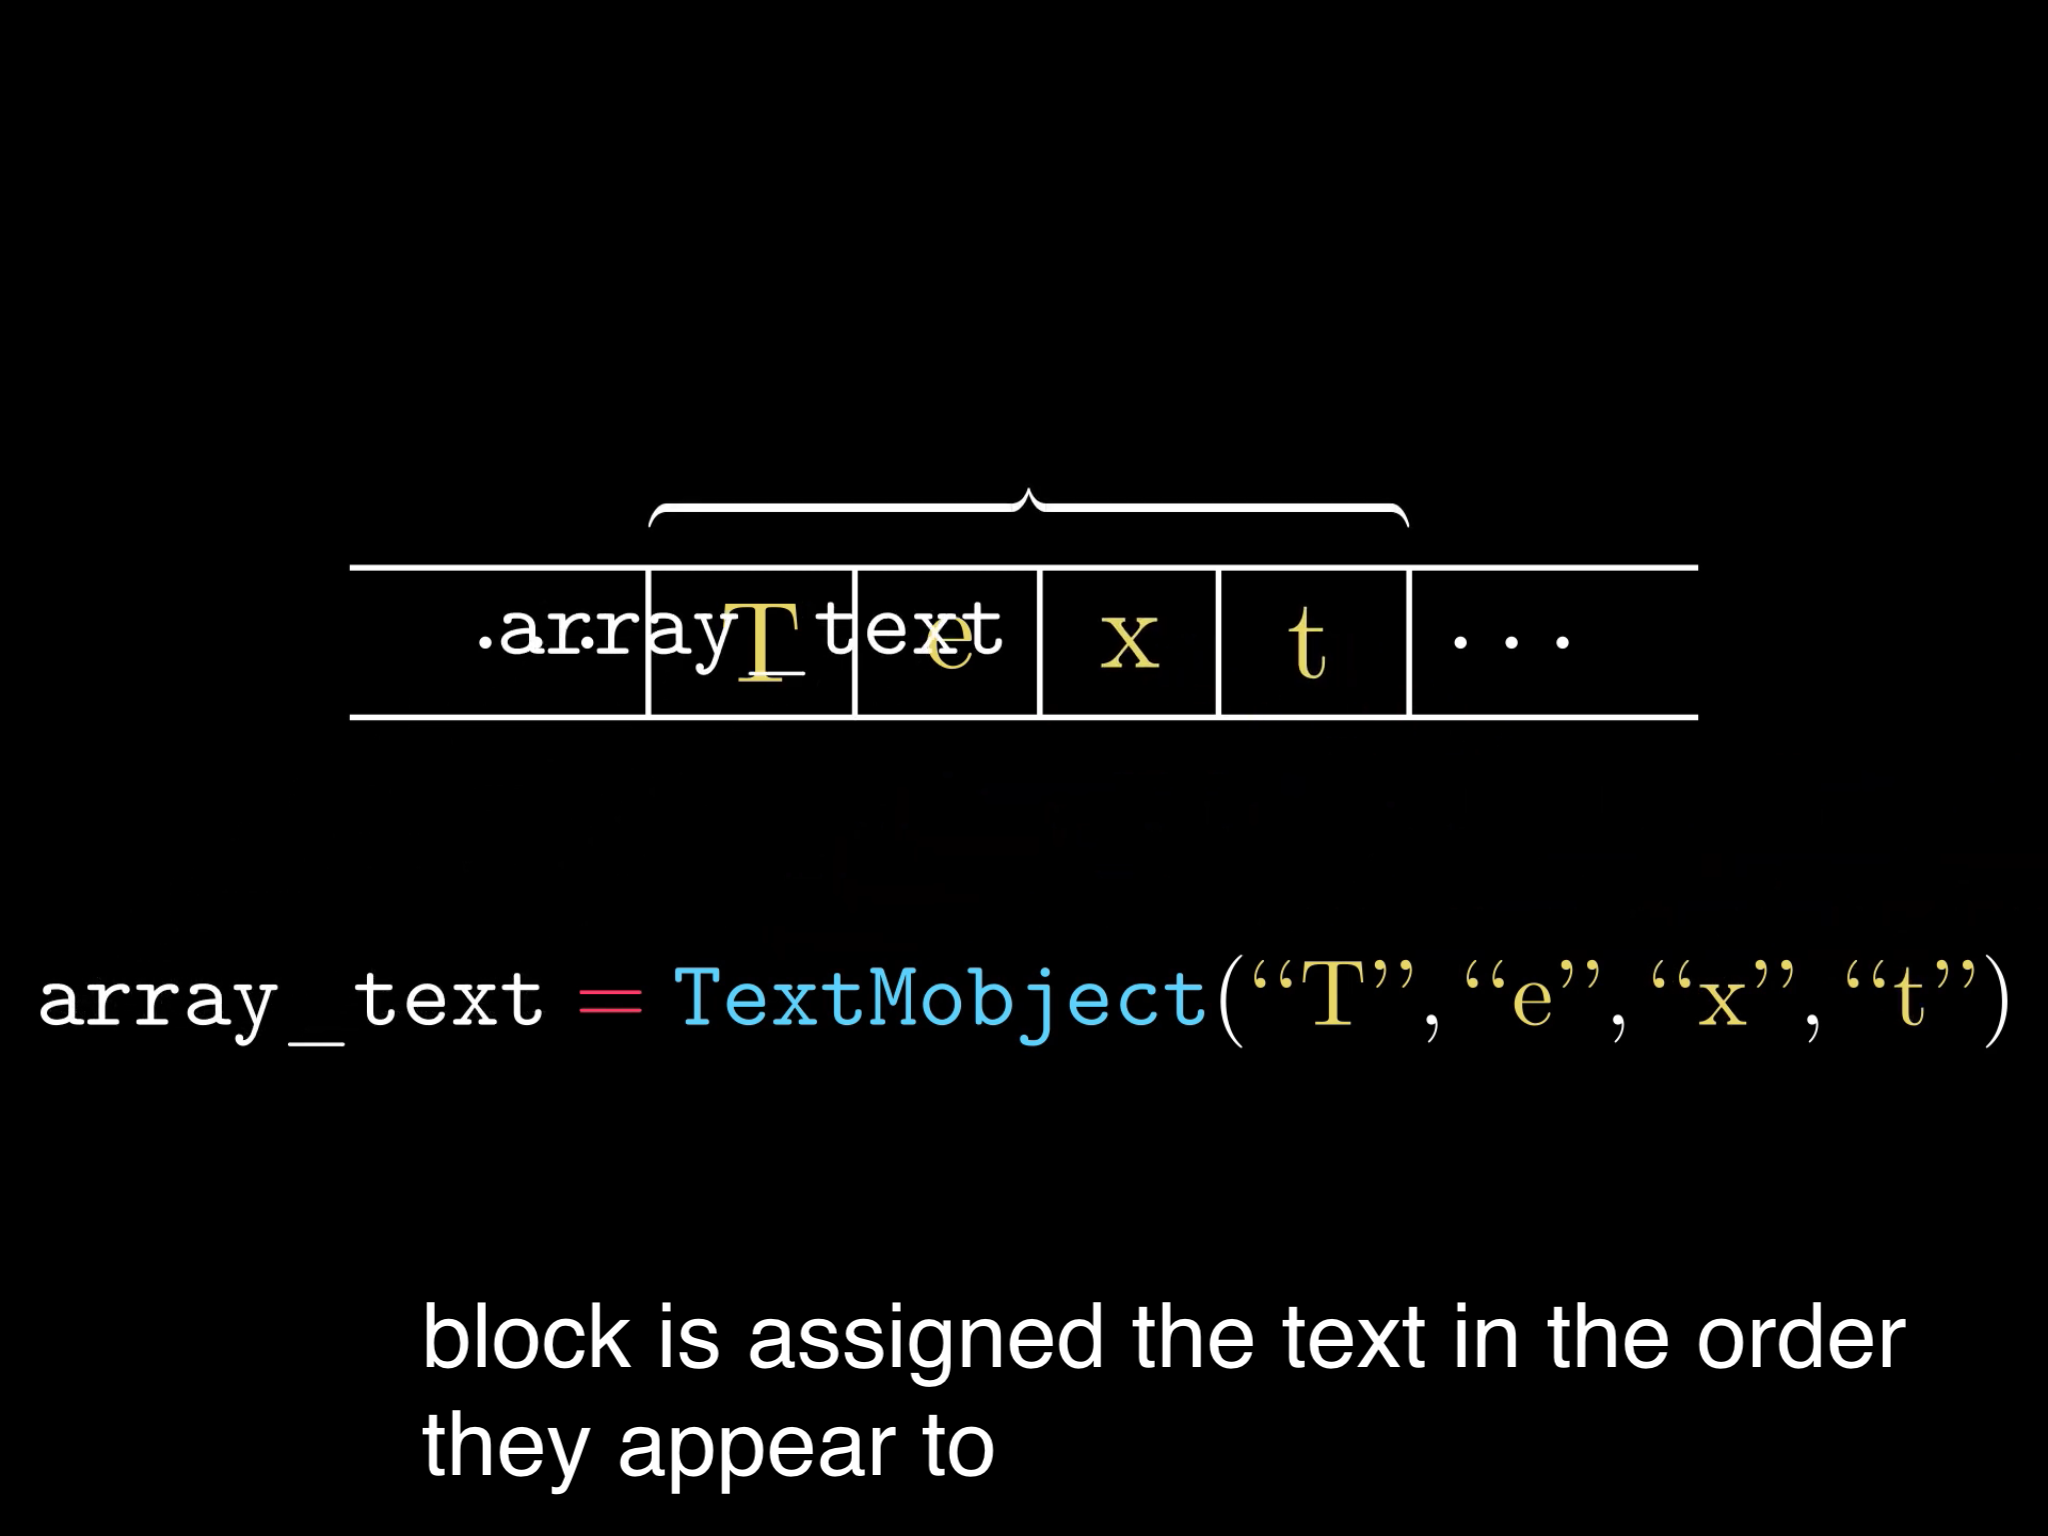 ...array_text T e x t ...
array_text = TextMobject(“T”, “e”, “x”, “t”)
block is assigned the text in the order
they appear to